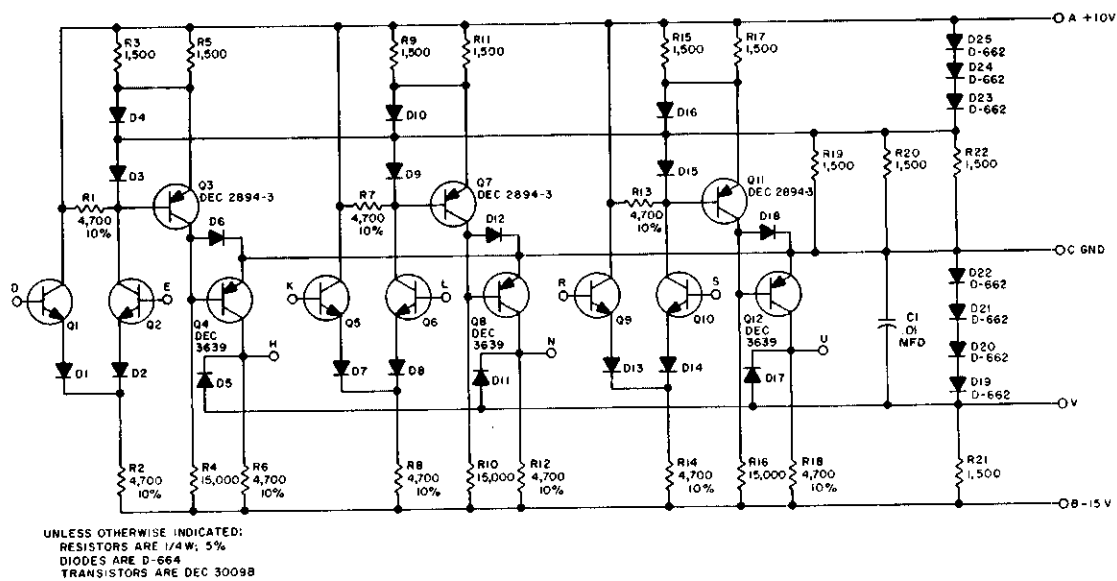 A +10V
R3
1,500
R5
1,500
R9
1,500
R11
1,500
R15
1,500
R17
1,500
D25
D-662
D24
D-662
D23
D-662
D4
D10
D16
R19
1,500
R20
1,500
R22
1,500
D3
D9
D15
Q3
DEC 2894-3
Q7
DEC 2894-3
Q11
DEC 2894-3
R1
4,700
10%
R7
4,700
10%
R13
4,700
10%
D6
D12
D18
C GND
D
E
K
L
R
S
Q1
Q2
Q4
DEC
3639
Q5
Q6
Q8
DEC
3639
Q9
Q10
Q12
DEC
3639
D22
D-662
D21
D-662
D20
D-662
D19
D-662
C1
.01
MFD
H
N
U
D1
D2
D5
D7
D8
D11
D13
D14
D17
V
R2
4,700
10%
R4
15,000
R6
4,700
10%
R8
4,700
10%
R10
15,000
R12
4,700
10%
R14
4,700
10%
R16
15,000
R18
4,700
10%
R21
1,500
B-15V
UNLESS OTHERWISE INDICATED:
RESISTORS ARE 1/4W; 5%
DIODES ARE D-664
TRANSISTORS ARE DEC 3009B